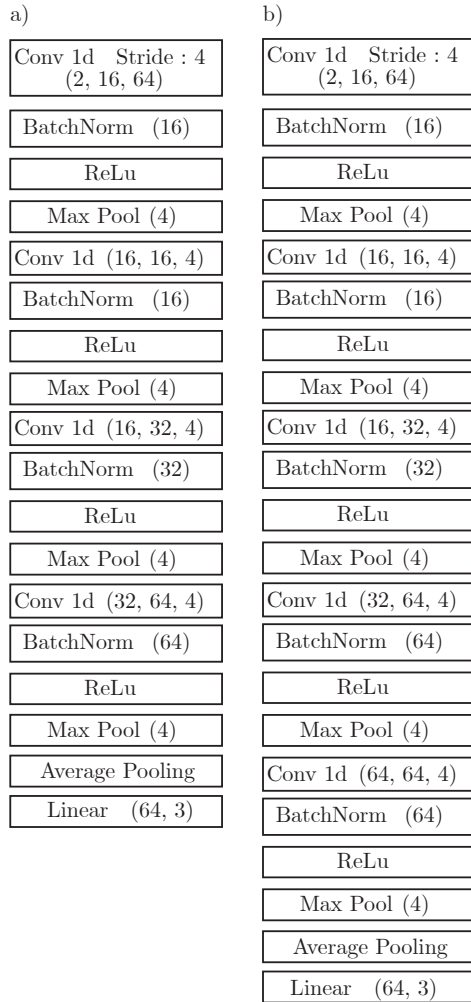 a)
Conv 1d Stride : 4
(2, 16, 64)
BatchNorm (16)
ReLu
Max Pool (4)
Conv 1d (16, 16, 4)
BatchNorm (16)
ReLu
Max Pool (4)
Conv 1d (16, 32, 4)
BatchNorm (32)
ReLu
Max Pool (4)
Conv 1d (32, 64, 4)
BatchNorm (64)
ReLu
Max Pool (4)
Average Pooling
Linear (64, 3)
b)
Conv 1d Stride : 4
(2, 16, 64)
BatchNorm (16)
ReLu
Max Pool (4)
Conv 1d (16, 16, 4)
BatchNorm (16)
ReLu
Max Pool (4)
Conv 1d (16, 32, 4)
BatchNorm (32)
ReLu
Max Pool (4)
Conv 1d (32, 64, 4)
BatchNorm (64)
ReLu
Max Pool (4)
Conv 1d (64, 64, 4)
BatchNorm (64)
ReLu
Max Pool (4)
Average Pooling
Linear (64, 3)